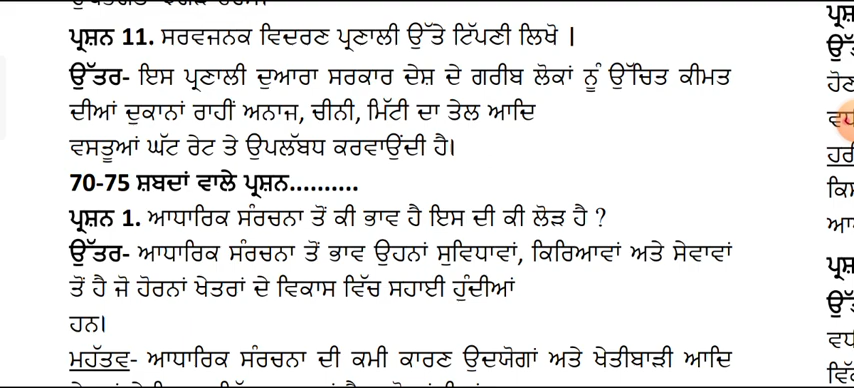 ਪ੍ਰਸ਼ਨ 11. ਸਰਵਜਨਕ ਵਿਦਰਣ ਪ੍ਰਣਾਲੀ ਉੱਤੇ ਟਿੱਪਣੀ ਲਿਖੋ ।
ਉੱਤਰ- ਇਸ ਪ੍ਰਣਾਲੀ ਦੁਆਰਾ ਸਰਕਾਰ ਦੇਸ਼ ਦੇ ਗਰੀਬ ਲੋਕਾਂ ਨੂੰ ਉੱਚਿਤ ਕੀਮਤ
ਦੀਆਂ ਦੁਕਾਨਾਂ ਰਾਹੀਂ ਅਨਾਜ, ਚੀਨੀ, ਮਿੱਟੀ ਦਾ ਤੇਲ ਆਦਿ
ਵਸਤੂਆਂ ਘੱਟ ਰੇਟ ਤੇ ਉਪਲੱਬਧ ਕਰਵਾਉਂਦੀ ਹੈ।
70-75 ਸ਼ਬਦਾਂ ਵਾਲੇ ਪ੍ਰਸ਼ਨ..........
ਪ੍ਰਸ਼ਨ 1. ਆਧਾਰਿਕ ਸੰਰਚਨਾ ਤੋਂ ਕੀ ਭਾਵ ਹੈ ਇਸ ਦੀ ਕੀ ਲੋੜ ਹੈ ?
ਉੱਤਰ- ਆਧਾਰਿਕ ਸੰਰਚਨਾ ਤੋਂ ਭਾਵ ਉਹਨਾਂ ਸੁਵਿਧਾਵਾਂ, ਕਿਰਿਆਵਾਂ ਅਤੇ ਸੇਵਾਵਾਂ
ਤੋਂ ਹੈ ਜੋ ਹੋਰਨਾਂ ਖੇਤਰਾਂ ਦੇ ਵਿਕਾਸ ਵਿੱਚ ਸਹਾਈ ਹੁੰਦੀਆਂ
ਹਨ।
ਮਹੱਤਵ- ਆਧਾਰਿਕ ਸੰਰਚਨਾ ਦੀ ਕਮੀ ਕਾਰਣ ਉਦਯੋਗਾਂ ਅਤੇ ਖੇਤੀਬਾੜੀ ਆਦਿ